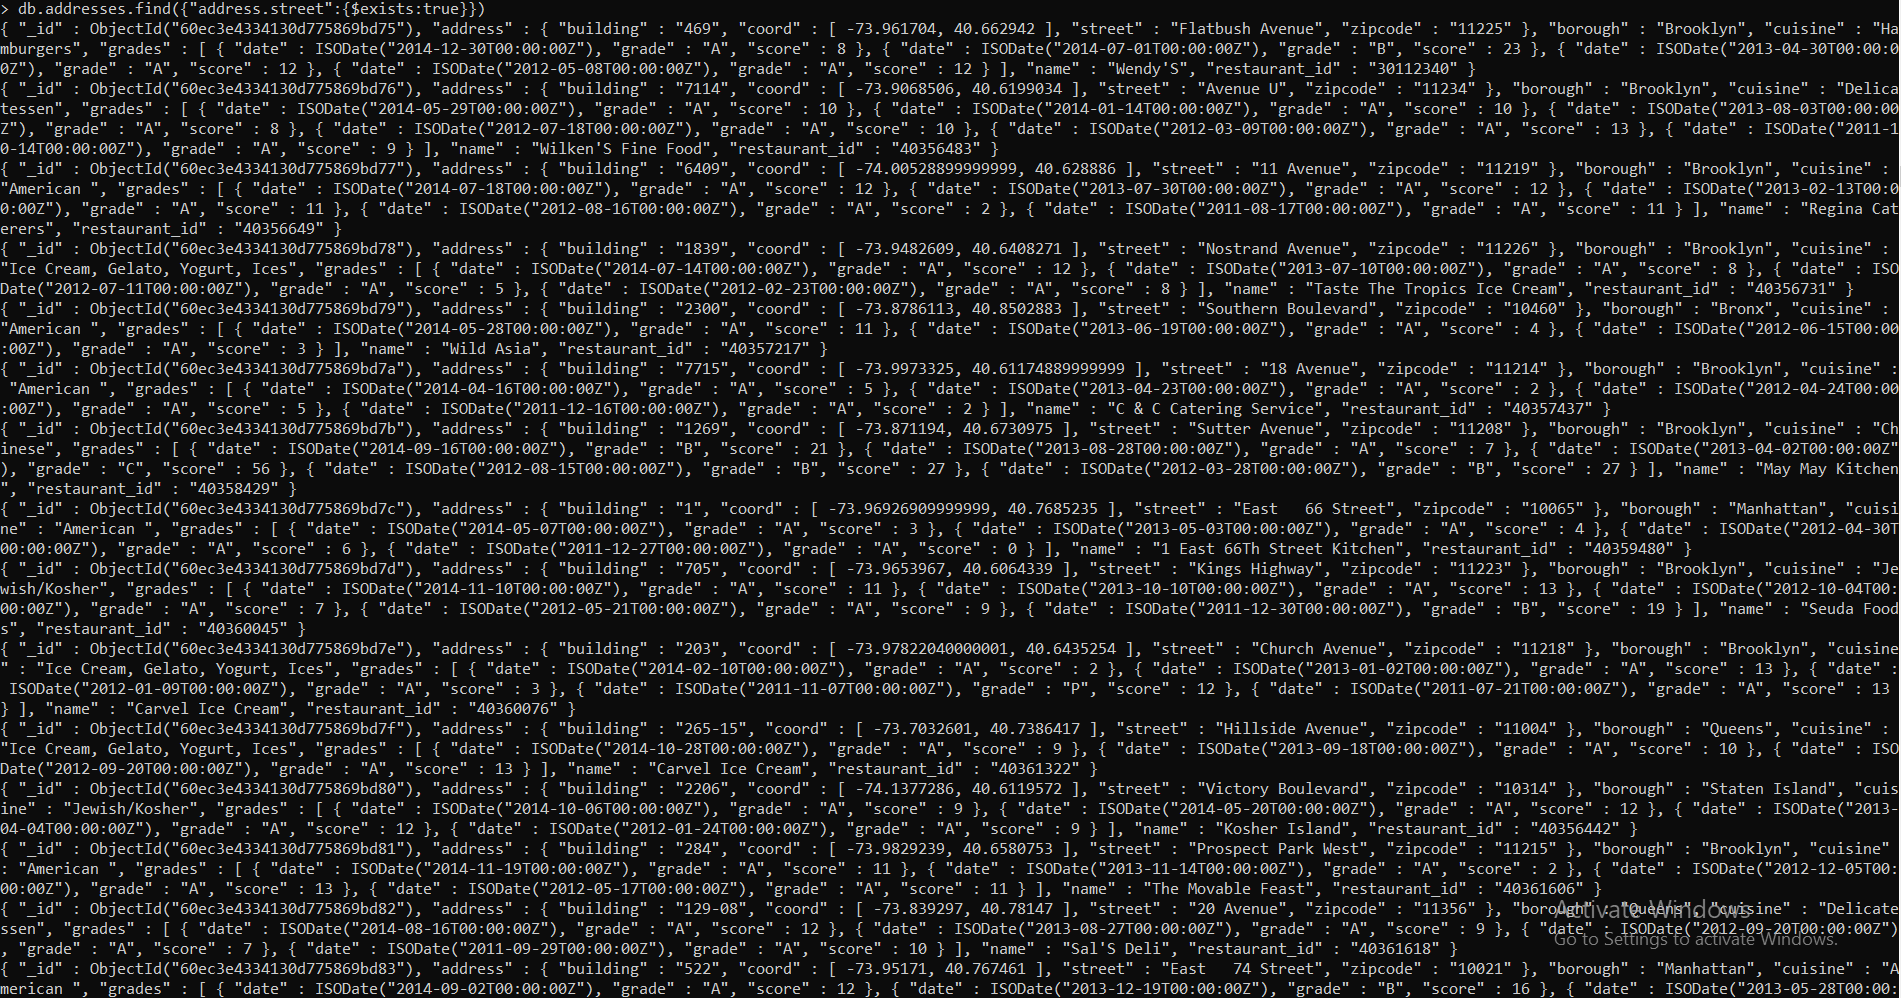 > db.addresses.find({"address.street":{$exists:true}})
{ "_id" : ObjectId("60ec3e4334130d775869bd75"), "address" : { "building" : "469", "coord" : [ -73.961704, 40.662942 ], "street" : "Flatbush Avenue", "zipcode" : "11225" }, "borough" : "Brooklyn", "cuisine" : "Ha
mburgers", "grades" : [ { "date" : ISODate("2014-12-30T00:00:00Z"), "grade" : "A", "score" : 8 }, { "date" : ISODate("2014-07-01T00:00:00Z"), "grade" : "B", "score" : 23 }, { "date" : ISODate("2013-04-30T00:00:0
0Z"), "grade" : "A", "score" : 12 }, { "date" : ISODate("2012-05-08T00:00:00Z"), "grade" : "A", "score" : 12 } ], "name" : "Wendy'S", "restaurant_id" : "30112340" }
{ "_id" : ObjectId("60ec3e4334130d775869bd76"), "address" : { "building" : "7114", "coord" : [ -73.9068506, 40.6199034 ], "street" : "Avenue U", "zipcode" : "11234" }, "borough" : "Brooklyn", "cuisine" : "Delica
tessen", "grades" : [ { "date" : ISODate("2014-05-29T00:00:00Z"), "grade" : "A", "score" : 10 }, { "date" : ISODate("2014-01-14T00:00:00Z"), "grade" : "A", "score" : 10 }, { "date" : ISODate("2013-08-03T00:00:00
Z"), "grade" : "A", "score" : 8 }, { "date" : ISODate("2012-07-18T00:00:00Z"), "grade" : "A", "score" : 10 }, { "date" : ISODate("2012-03-09T00:00:00Z"), "grade" : "A", "score" : 13 }, { "date" : ISODate("2011-1
0-14T00:00:00Z"), "grade" : "A", "score" : 9 } ], "name" : "Wilken'S Fine Food", "restaurant_id" : "40356483" }
{ "_id" : ObjectId("60ec3e4334130d775869bd77"), "address" : { "building" : "6409", "coord" : [ -74.00528899999999, 40.628886 ], "street" : "11 Avenue", "zipcode" : "11219" }, "borough" : "Brooklyn", "cuisine" :
"American ", "grades" : [ { "date" : ISODate("2014-07-18T00:00:00Z"), "grade" : "A", "score" : 12 }, { "date" : ISODate("2013-07-30T00:00:00Z"), "grade" : "A", "score" : 12 }, { "date" : ISODate("2013-02-13T00:0
0:00Z"), "grade" : "A", "score" : 11 }, { "date" : ISODate("2012-08-16T00:00:00Z"), "grade" : "A", "score" : 2 }, { "date" : ISODate("2011-08-17T00:00:00Z"), "grade" : "A", "score" : 11 } ], "name" : "Regina Cat
erers", "restaurant_id" : "40356649" }
{ "_id" : ObjectId("60ec3e4334130d775869bd78"), "address" : { "building" : "1839", "coord" : [ -73.9482609, 40.6408271 ], "street" : "Nostrand Avenue", "zipcode" : "11226" }, "borough" : "Brooklyn", "cuisine" :
"Ice Cream, Gelato, Yogurt, Ices", "grades" : [ { "date" : ISODate("2014-07-14T00:00:00Z"), "grade" : "A", "score" : 12 }, { "date" : ISODate("2013-07-10T00:00:00Z"), "grade" : "A", "score" : 8 }, { "date" : ISO
Date("2012-07-11T00:00:00Z"), "grade" : "A", "score" : 5 }, { "date" : ISODate("2012-02-23T00:00:00Z"), "grade" : "A", "score" : 8 } ], "name" : "Taste The Tropics Ice Cream", "restaurant_id" : "40356731" }
{ "_id" : ObjectId("60ec3e4334130d775869bd79"), "address" : { "building" : "2300", "coord" : [ -73.8786113, 40.8502883 ], "street" : "Southern Boulevard", "zipcode" : "10460" }, "borough" : "Bronx", "cuisine" :
"American ", "grades" : [ { "date" : ISODate("2014-05-28T00:00:00Z"), "grade" : "A", "score" : 11 }, { "date" : ISODate("2013-06-19T00:00:00Z"), "grade" : "A", "score" : 4 }, { "date" : ISODate("2012-06-15T00:00
:00Z"), "grade" : "A", "score" : 3 } ], "name" : "Wild Asia", "restaurant_id" : "40357217" }
{ "_id" : ObjectId("60ec3e4334130d775869bd7a"), "address" : { "building" : "7715", "coord" : [ -73.9973325, 40.61174889999999 ], "street" : "18 Avenue", "zipcode" : "11214" }, "borough" : "Brooklyn", "cuisine" :
 "American ", "grades" : [ { "date" : ISODate("2014-04-16T00:00:00Z"), "grade" : "A", "score" : 5 }, { "date" : ISODate("2013-04-23T00:00:00Z"), "grade" : "A", "score" : 2 }, { "date" : ISODate("2012-04-24T00:00
:00Z"), "grade" : "A", "score" : 5 }, { "date" : ISODate("2011-12-16T00:00:00Z"), "grade" : "A", "score" : 2 } ], "name" : "C & C Catering Service", "restaurant_id" : "40357437" }
{ "_id" : ObjectId("60ec3e4334130d775869bd7b"), "address" : { "building" : "1269", "coord" : [ -73.871194, 40.6730975 ], "street" : "Sutter Avenue", "zipcode" : "11208" }, "borough" : "Brooklyn", "cuisine" : "Ch
inese", "grades" : [ { "date" : ISODate("2014-09-16T00:00:00Z"), "grade" : "B", "score" : 21 }, { "date" : ISODate("2013-08-28T00:00:00Z"), "grade" : "A", "score" : 7 }, { "date" : ISODate("2013-04-02T00:00:00Z"
), "grade" : "C", "score" : 56 }, { "date" : ISODate("2012-08-15T00:00:00Z"), "grade" : "B", "score" : 27 }, { "date" : ISODate("2012-03-28T00:00:00Z"), "grade" : "B", "score" : 27 } ], "name" : "May May Kitchen
", "restaurant_id" : "40358429" }
{ "_id" : ObjectId("60ec3e4334130d775869bd7c"), "address" : { "building" : "1", "coord" : [ -73.96926909999999, 40.7685235 ], "street" : "East   66 Street", "zipcode" : "10065" }, "borough" : "Manhattan", "cuisi
ne" : "American ", "grades" : [ { "date" : ISODate("2014-05-07T00:00:00Z"), "grade" : "A", "score" : 3 }, { "date" : ISODate("2013-05-03T00:00:00Z"), "grade" : "A", "score" : 4 }, { "date" : ISODate("2012-04-30T
00:00:00Z"), "grade" : "A", "score" : 6 }, { "date" : ISODate("2011-12-27T00:00:00Z"), "grade" : "A", "score" : 0 } ], "name" : "1 East 66Th Street Kitchen", "restaurant_id" : "40359480" }
{ "_id" : ObjectId("60ec3e4334130d775869bd7d"), "address" : { "building" : "705", "coord" : [ -73.9653967, 40.6064339 ], "street" : "Kings Highway", "zipcode" : "11223" }, "borough" : "Brooklyn", "cuisine" : "Je
wish/Kosher", "grades" : [ { "date" : ISODate("2014-11-10T00:00:00Z"), "grade" : "A", "score" : 11 }, { "date" : ISODate("2013-10-10T00:00:00Z"), "grade" : "A", "score" : 13 }, { "date" : ISODate("2012-10-04T00:
00:00Z"), "grade" : "A", "score" : 7 }, { "date" : ISODate("2012-05-21T00:00:00Z"), "grade" : "A", "score" : 9 }, { "date" : ISODate("2011-12-30T00:00:00Z"), "grade" : "B", "score" : 19 } ], "name" : "Seuda Food
s", "restaurant_id" : "40360045" }
{ "_id" : ObjectId("60ec3e4334130d775869bd7e"), "address" : { "building" : "203", "coord" : [ -73.97822040000001, 40.6435254 ], "street" : "Church Avenue", "zipcode" : "11218" }, "borough" : "Brooklyn", "cuisine
" : "Ice Cream, Gelato, Yogurt, Ices", "grades" : [ { "date" : ISODate("2014-02-10T00:00:00Z"), "grade" : "A", "score" : 2 }, { "date" : ISODate("2013-01-02T00:00:00Z"), "grade" : "A", "score" : 13 }, { "date" :
 ISODate("2012-01-09T00:00:00Z"), "grade" : "A", "score" : 3 }, { "date" : ISODate("2011-11-07T00:00:00Z"), "grade" : "P", "score" : 12 }, { "date" : ISODate("2011-07-21T00:00:00Z"), "grade" : "A", "score" : 13
} ], "name" : "Carvel Ice Cream", "restaurant_id" : "40360076" }
{ "_id" : ObjectId("60ec3e4334130d775869bd7f"), "address" : { "building" : "265-15", "coord" : [ -73.7032601, 40.7386417 ], "street" : "Hillside Avenue", "zipcode" : "11004" }, "borough" : "Queens", "cuisine" :
"Ice Cream, Gelato, Yogurt, Ices", "grades" : [ { "date" : ISODate("2014-10-28T00:00:00Z"), "grade" : "A", "score" : 9 }, { "date" : ISODate("2013-09-18T00:00:00Z"), "grade" : "A", "score" : 10 }, { "date" : ISO
Date("2012-09-20T00:00:00Z"), "grade" : "A", "score" : 13 } ], "name" : "Carvel Ice Cream", "restaurant_id" : "40361322" }
{ "_id" : ObjectId("60ec3e4334130d775869bd80"), "address" : { "building" : "2206", "coord" : [ -74.1377286, 40.6119572 ], "street" : "Victory Boulevard", "zipcode" : "10314" }, "borough" : "Staten Island", "cuis
ine" : "Jewish/Kosher", "grades" : [ { "date" : ISODate("2014-10-06T00:00:00Z"), "grade" : "A", "score" : 9 }, { "date" : ISODate("2014-05-20T00:00:00Z"), "grade" : "A", "score" : 12 }, { "date" : ISODate("2013-
04-04T00:00:00Z"), "grade" : "A", "score" : 12 }, { "date" : ISODate("2012-01-24T00:00:00Z"), "grade" : "A", "score" : 9 } ], "name" : "Kosher Island", "restaurant_id" : "40356442" }
{ "_id" : ObjectId("60ec3e4334130d775869bd81"), "address" : { "building" : "284", "coord" : [ -73.9829239, 40.6580753 ], "street" : "Prospect Park West", "zipcode" : "11215" }, "borough" : "Brooklyn", "cuisine"
: "American ", "grades" : [ { "date" : ISODate("2014-11-19T00:00:00Z"), "grade" : "A", "score" : 11 }, { "date" : ISODate("2013-11-14T00:00:00Z"), "grade" : "A", "score" : 2 }, { "date" : ISODate("2012-12-05T00:
00:00Z"), "grade" : "A", "score" : 13 }, { "date" : ISODate("2012-05-17T00:00:00Z"), "grade" : "A", "score" : 11 } ], "name" : "The Movable Feast", "restaurant_id" : "40361606" }
{ "_id" : ObjectId("60ec3e4334130d775869bd82"), "address" : { "building" : "129-08", "coord" : [ -73.839297, 40.78147 ], "street" : "20 Avenue", "zipcode" : "11356" }, "borough" : "Queens", "cuisine" : "Delicate
ssen", "grades" : [ { "date" : ISODate("2014-08-16T00:00:00Z"), "grade" : "A", "score" : 12 }, { "date" : ISODate("2013-08-27T00:00:00Z"), "grade" : "A", "score" : 9 }, { "date" : ISODate("2012-09-20T00:00:00Z")
, "grade" : "A", "score" : 7 }, { "date" : ISODate("2011-09-29T00:00:00Z"), "grade" : "A", "score" : 10 } ], "name" : "Sal'S Deli", "restaurant_id" : "40361618" }
{ "_id" : ObjectId("60ec3e4334130d775869bd83"), "address" : { "building" : "522", "coord" : [ -73.95171, 40.767461 ], "street" : "East   74 Street", "zipcode" : "10021" }, "borough" : "Manhattan", "cuisine" : "A
merican ", "grades" : [ { "date" : ISODate("2014-09-02T00:00:00Z"), "grade" : "A", "score" : 12 }, { "date" : ISODate("2013-12-19T00:00:00Z"), "grade" : "B", "score" : 16 }, { "date" : ISODate("2013-05-28T00:00:
Activate Windows
Go to Settings to activate Windows.